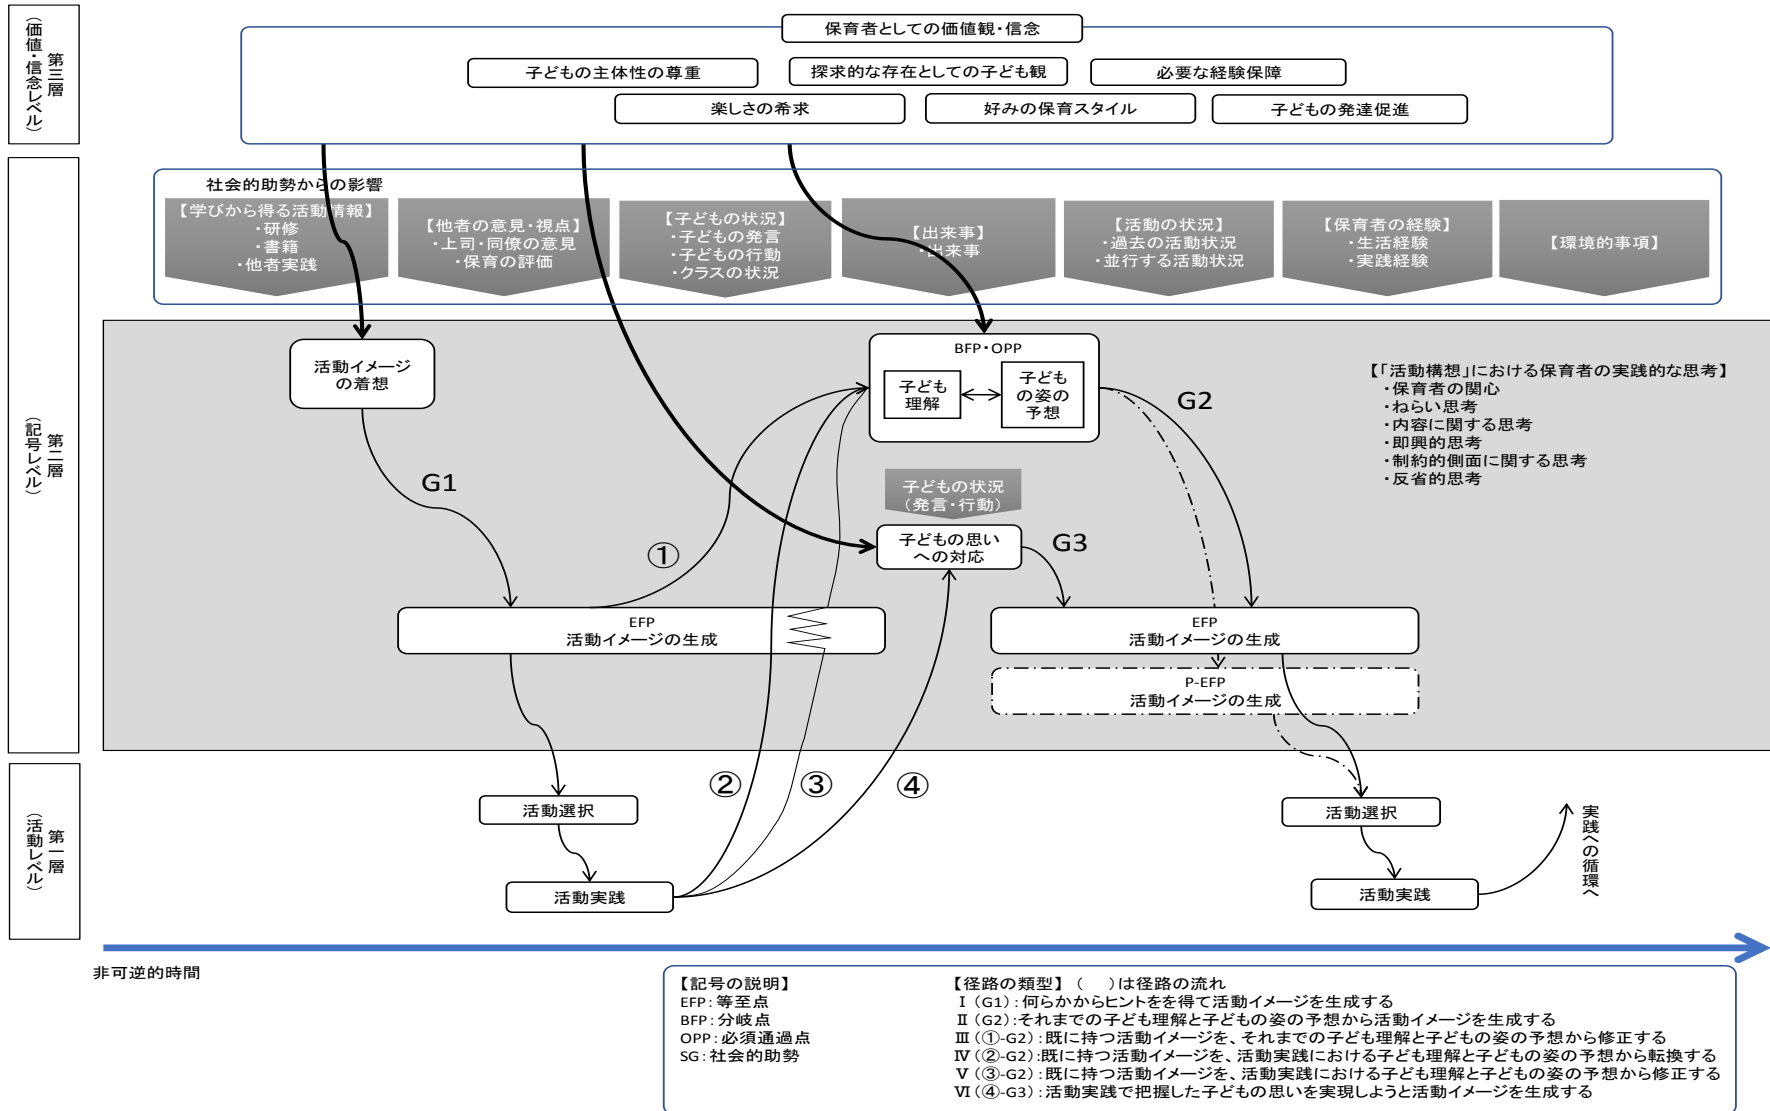 第三層
（価値・信念レベル）
保育者としての価値観・信念
子どもの主体性の尊重
探求的な存在としての子ども観
必要な経験保障
楽しさの希求
好みの保育スタイル
子どもの発達促進
第二層
（記号レベル）
社会的助勢からの影響
【学びから得る活動情報】
・研修
・書籍
・他者実践
【他者の意見・視点】
・上司・同僚の意見
・保育の評価
【子どもの状況】
・子どもの発言
・子どもの行動
・クラスの状況
【出来事】
・出来事
【活動の状況】
・過去の活動状況
・並行する活動状況
【保育者の経験】
・生活経験
・実践経験
【環境的事項】
活動イメージ
の着想
BFP・OPP
子ども
理解
子ども
の姿の
予想
G1
G2
【「活動構想」における保育者の実践的な思考】
・保育者の関心
・ねらい思考
・内容に関する思考
・即興的思考
・制約的側面に関する思考
・反省的思考
子どもの状況
（発言・行動）
子どもの思い
への対応
G3
①
EFP
活動イメージの生成
EFP
活動イメージの生成
P-EFP
活動イメージの生成
②
③
④
第一層
（活動レベル）
活動選択
活動実践
活動選択
活動実践
実践への循環へ
非可逆的時間
【記号の説明】
EFP：等至点
BFP：分岐点
OPP：必須通過点
SG：社会的助勢
【径路の類型】（　）は径路の流れ
Ⅰ（G1）：何らかからヒントをを得て活動イメージを生成する
Ⅱ（G2）：それまでの子ども理解と子どもの姿の予想から活動イメージを生成する
Ⅲ（①-G2）：既に持つ活動イメージを、それまでの子ども理解と子どもの姿の予想から修正する
Ⅳ（②-G2）：既に持つ活動イメージを、活動実践における子ども理解と子どもの姿の予想から転換する
Ⅴ（③-G2）：既に持つ活動イメージを、活動実践における子ども理解と子どもの姿の予想から修正する
Ⅵ（④-G3）：活動実践で把握した子どもの思いを実現しようと活動イメージを生成する